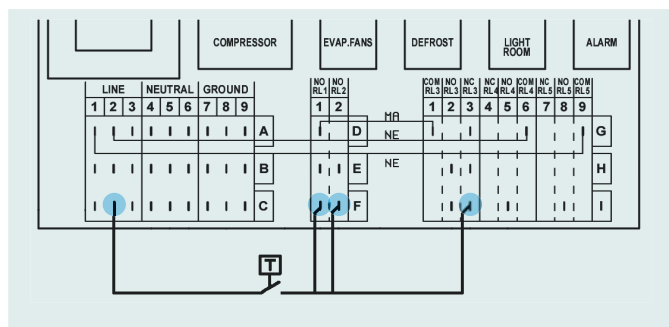 COMPRESSOR EVAP.FANS DEFROST LIGHT ROOM ALARM
LINE NEUTRAL GROUND
NO RL1 NO RL2
COM RL3 NO RL3 NC RL3 NC RL4 NO RL4 COM RL4 NC RL5 NO RL5 COM RL5
1 2 3 4 5 6 7 8 9 1 2 1 2 3 4 5 6 7 8 9
MA
A D G
NE
B E NE H
C F I
T